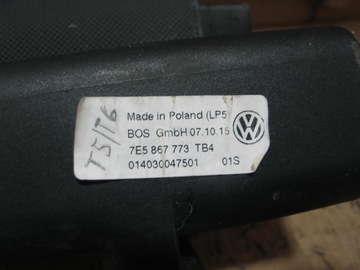 Made in Poland (LP5
BOS GmbH 07.10.15
7E5 867 773 TB4
014030047501 01S
T5/T6